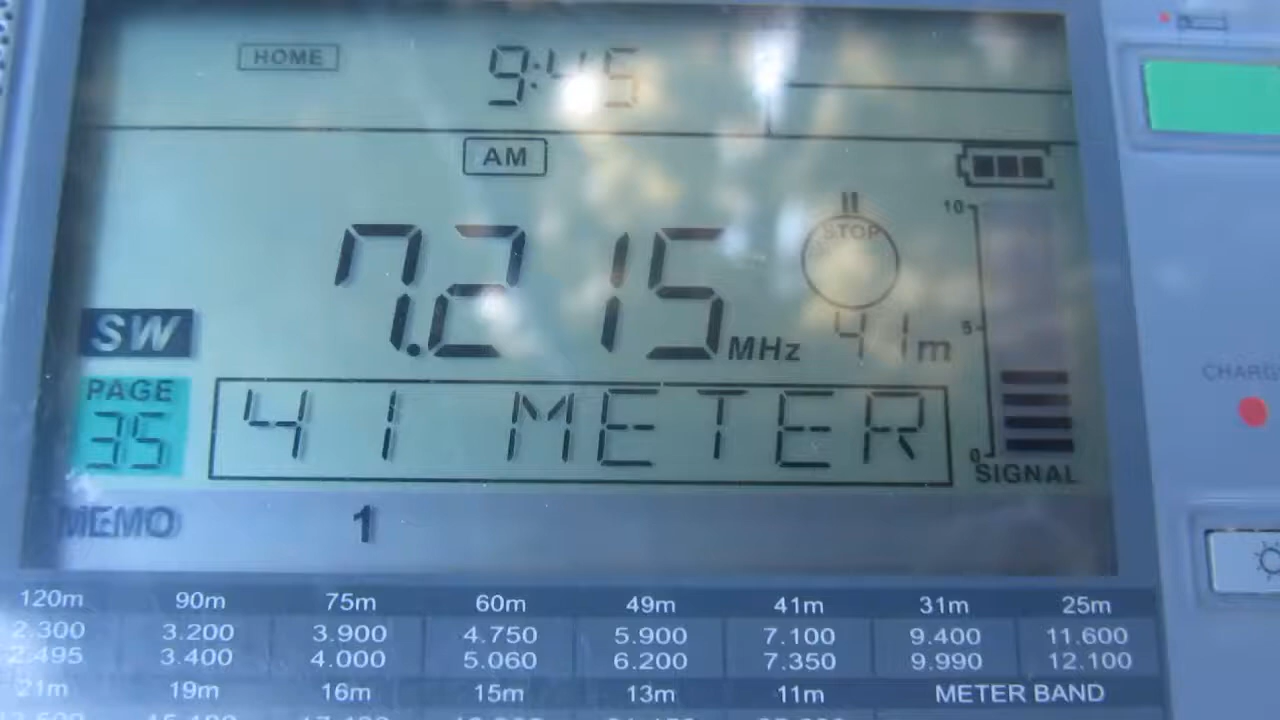 HOME 9:45
AM
10
STOP
7.215 MHz 41m
5
SW
PAGE
35
41 METER
0
SIGNAL
MEMO 1
120m 90m 75m 60m 49m 41m 31m 25m
2.300 3.200 3.900 4.750 5.900 7.100 9.400 11.600
2.495 3.400 4.000 5.060 6.200 7.350 9.990 12.100
21m 19m 16m 15m 13m 11m METER BAND